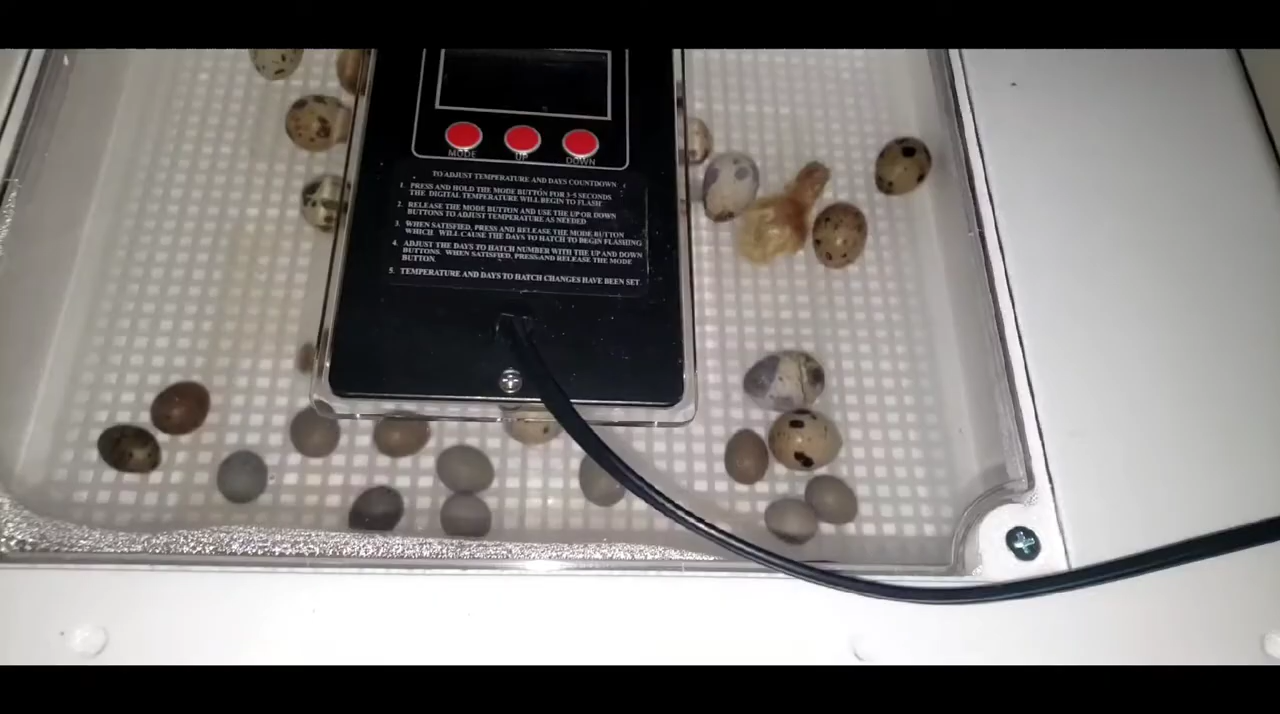 MODE UP DOWN
TO ADJUST TEMPERATURE AND DAYS COUNTDOWN
1. PRESS AND HOLD THE MODE BUTTON FOR 3-5 SECONDS.
THE DIGITAL TEMPERATURE WILL BEGIN TO FLASH
2. RELEASE THE MODE BUTTON AND USE THE UP OR DOWN
BUTTONS TO ADJUST TEMPERATURE AS NEEDED
3. WHEN SATISFIED, PRESS AND RELEASE THE MODE BUTTON
WHICH WILL CAUSE THE DAYS TO HATCH TO BEGIN FLASHING
4. ADJUST THE DAYS TO HATCH NUMBER WITH THE UP AND DOWN
BUTTONS. WHEN SATISFIED, PRESS AND RELEASE THE MODE
BUTTON.
5. TEMPERATURE AND DAYS TO HATCH CHANGES HAVE BEEN SET.